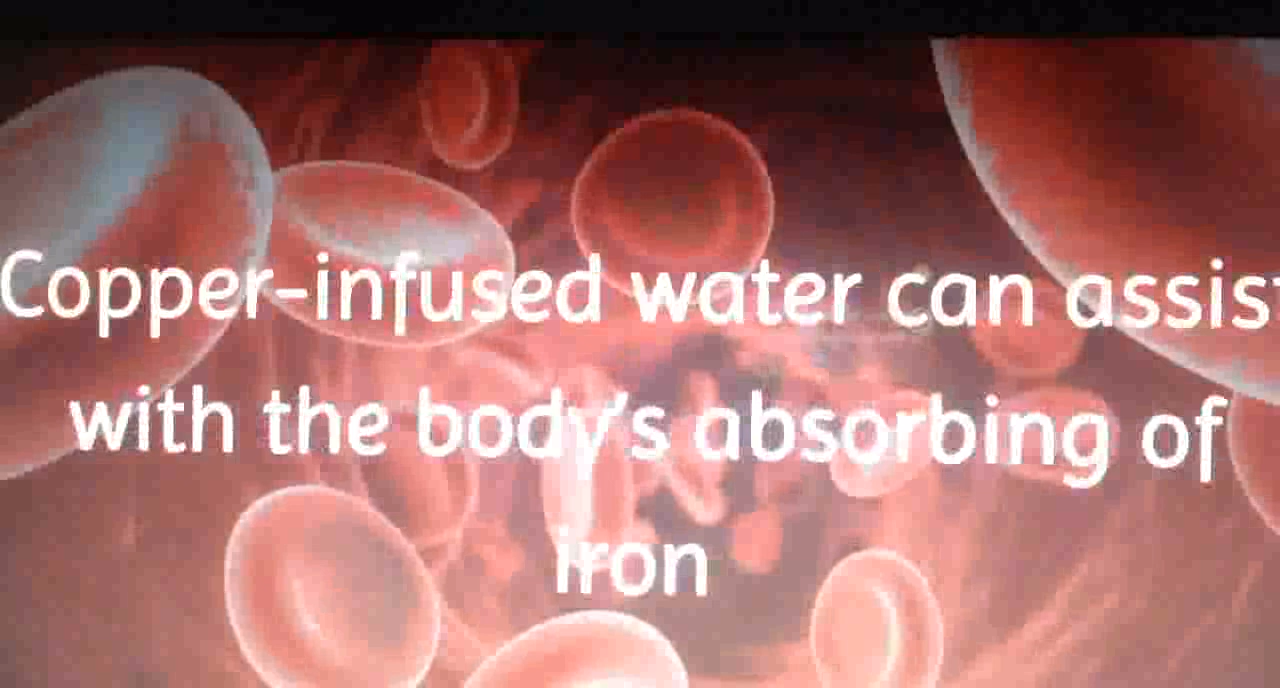 Copper-infused water can assist
with the body's absorbing of
iron